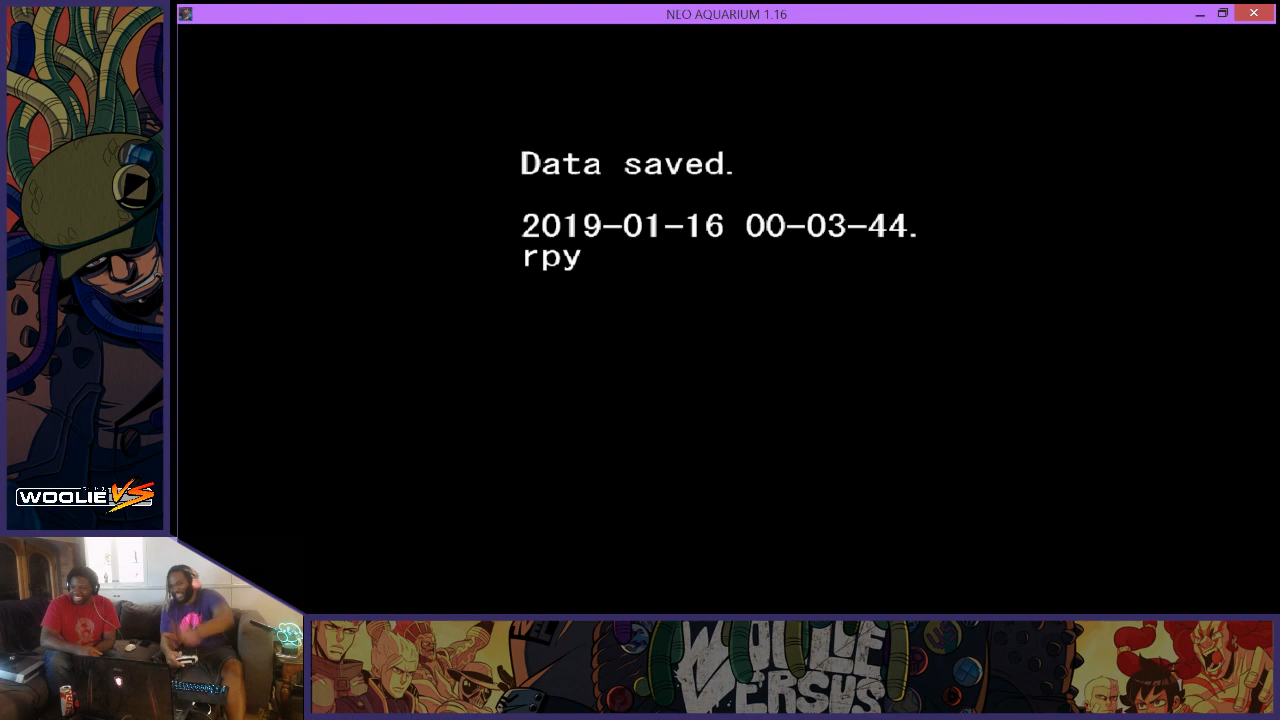 NEO AQUARIUM 1.16
Data saved.
2019-01-16 00-03-44.
rpy
WOOLIE VS
WOOLIE
VERSUS